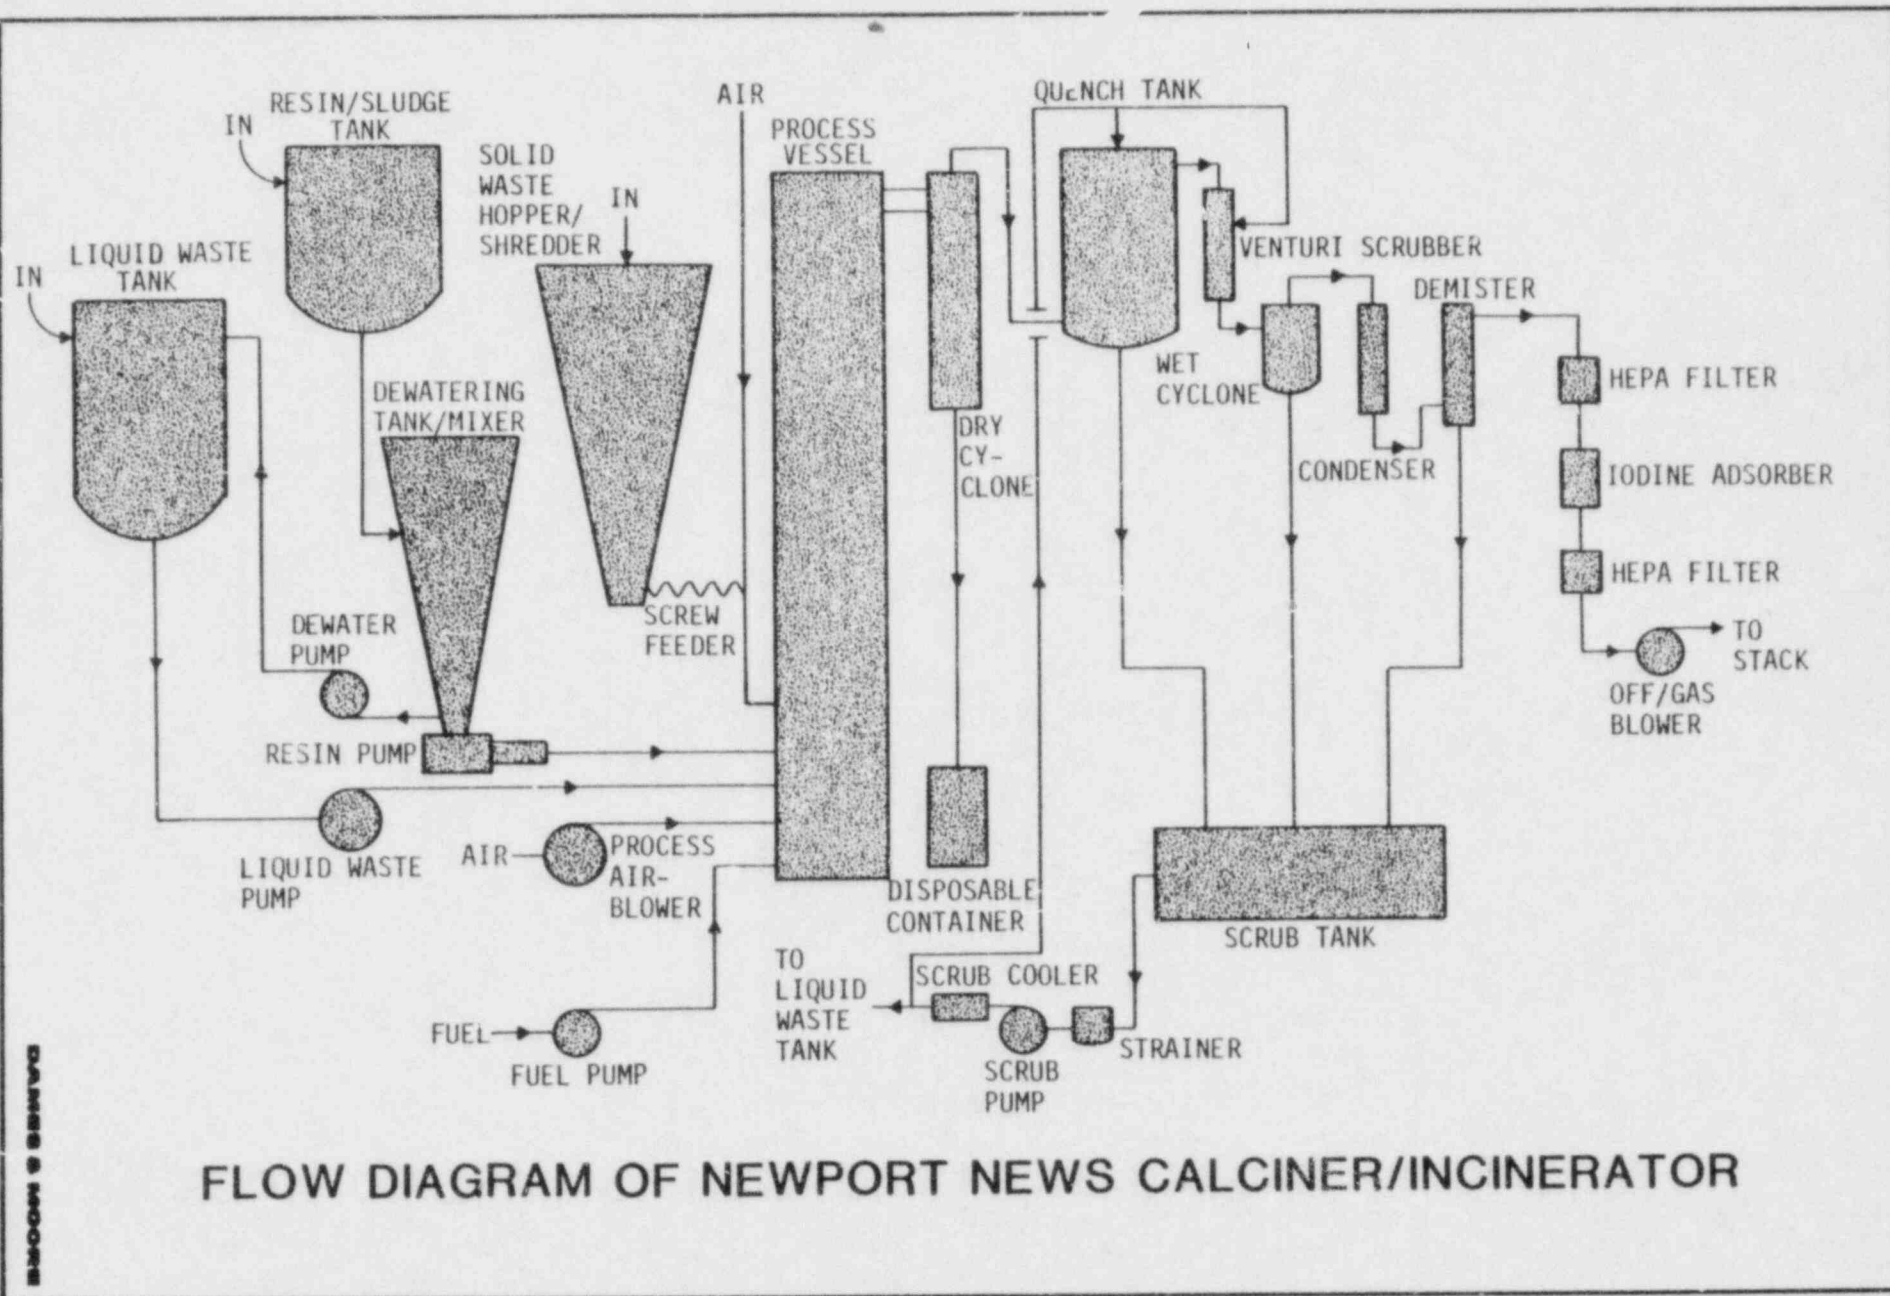 AIR
QUENCH TANK
RESIN/SLUDGE
TANK
IN
PROCESS
VESSEL
SOLID
WASTE
HOPPER/
SHREDDER
IN
LIQUID WASTE
TANK
IN
VENTURI SCRUBBER
DEMISTER
WET
CYCLONE
HEPA FILTER
DEWATERING
TANK/MIXER
DRY
CY-
CLONE
CONDENSER
IODINE ADSORBER
HEPA FILTER
SCREW
FEEDER
DEWATER
PUMP
TO
STACK
OFF/GAS
BLOWER
RESIN PUMP
LIQUID WASTE
PUMP
AIR
PROCESS
AIR-
BLOWER
DISPOSABLE
CONTAINER
SCRUB TANK
TO
LIQUID
WASTE
TANK
SCRUB COOLER
STRAINER
SCRUB
PUMP
FUEL
FUEL PUMP
FLOW DIAGRAM OF NEWPORT NEWS CALCINER/INCINERATOR
DAMES & MOORE